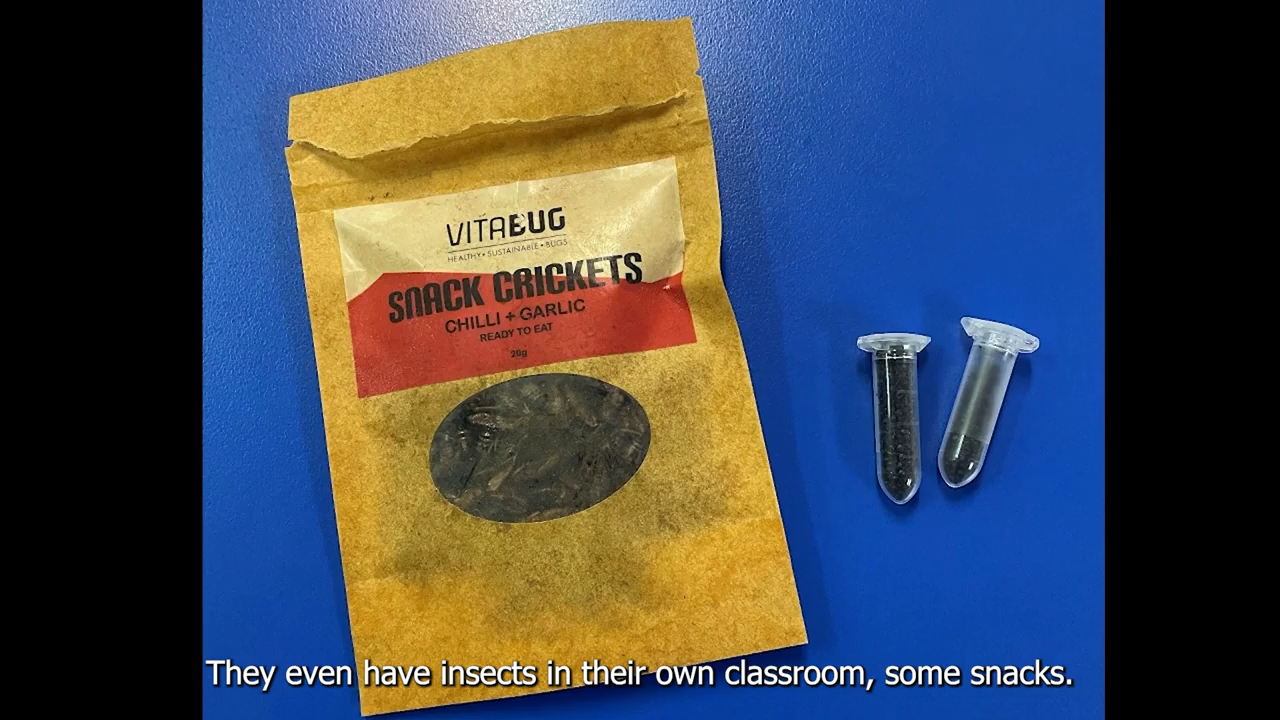 VITABUG
HEALTHY • SUSTAINABLE • BUGS
SNACK CRICKETS
CHILLI + GARLIC
READY TO EAT
20g
They even have insects in their own classroom, some snacks.